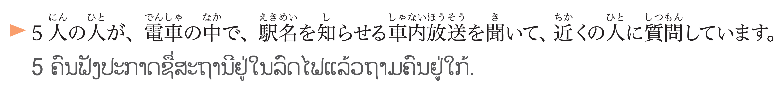 5人の人が、電車の中で、駅名を知らせる車内放送を聞いて、近くの人に質問しています。
5 ຄົນຟັງປະກາດຊື່ສະຖານີຢູ່ໃນລົດໄຟແລ້ວຖາມຄົນຢູ່ໃກ້.